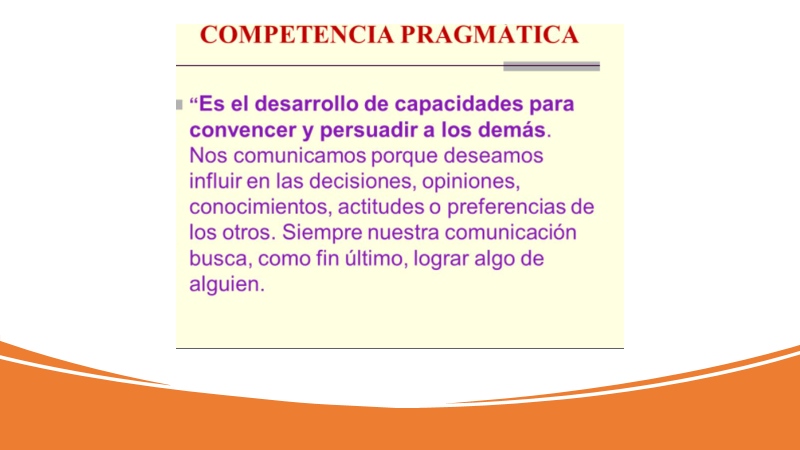 COMPETENCIA PRAGMATICA
“Es el desarrollo de capacidades para
convencer y persuadir a los demás.
Nos comunicamos porque deseamos
influir en las decisiones, opiniones,
conocimientos, actitudes o preferencias de
los otros. Siempre nuestra comunicación
busca, como fin último, lograr algo de
alguien.